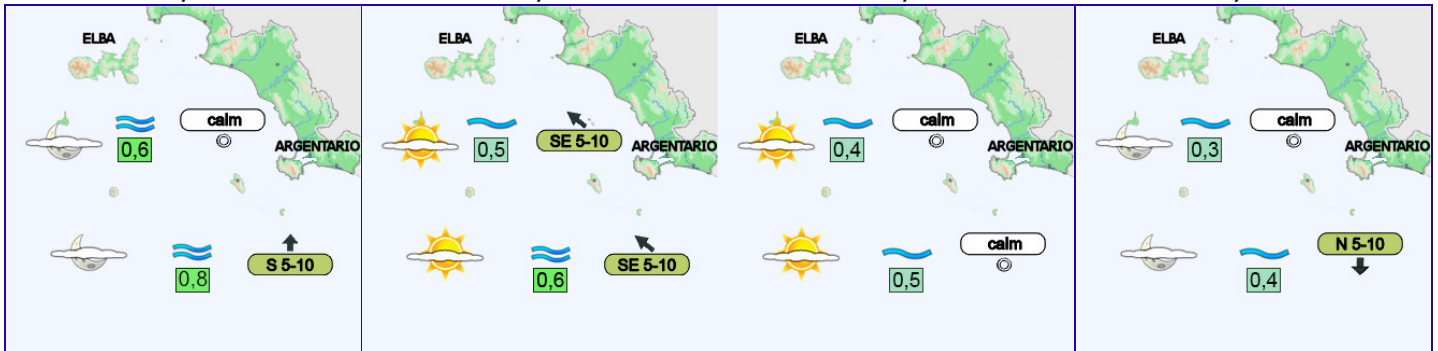 ELBA
calm
0,6
ARGENTARIO
0,8
S 5-10
ELBA
0,5
SE 5-10
ARGENTARIO
0,6
SE 5-10
ELBA
calm
0,4
ARGENTARIO
calm
0,5
ELBA
calm
0,3
ARGENTARIO
N 5-10
0,4